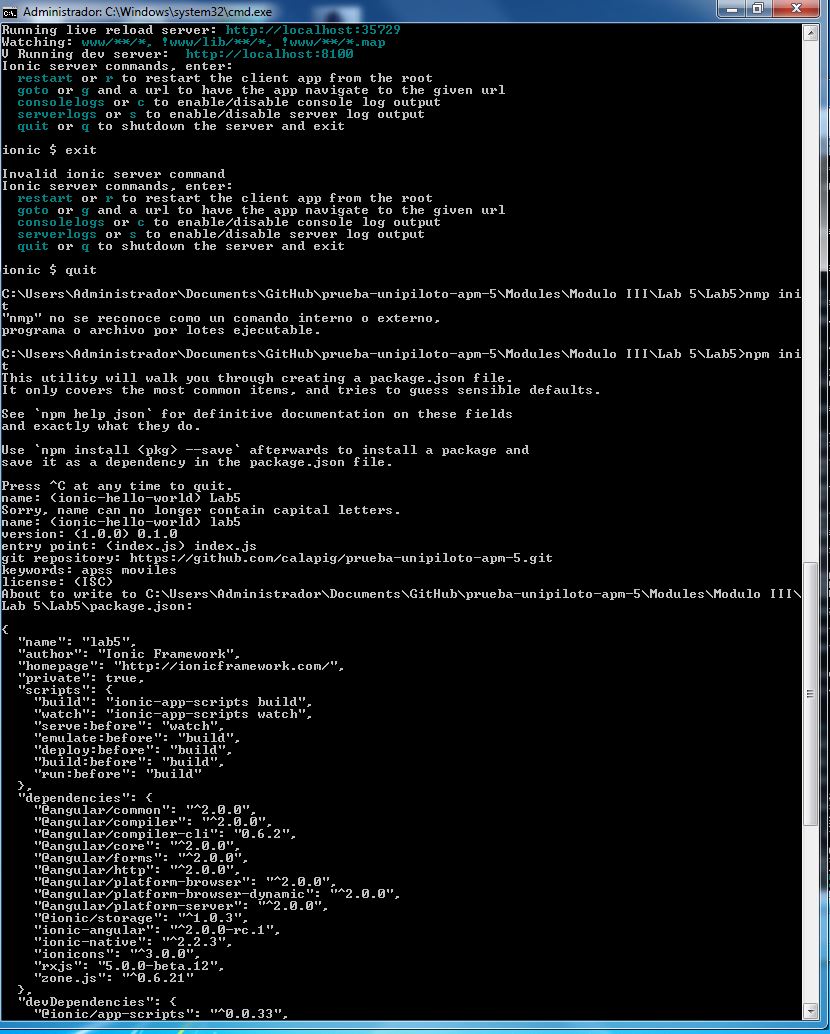 Administrador: C:\Windows\system32\cmd.exe
Running live reload server: http://localhost:35729
Watching: www/**/*, !www/lib/**/*, !www/**/*.map
V Running dev server:  http://localhost:8100
Ionic server commands, enter:
  restart or r to restart the client app from the root
  goto or g and a url to have the app navigate to the given url
  consolelogs or c to enable/disable console log output
  serverlogs or s to enable/disable server log output
  quit or q to shutdown the server and exit

ionic $ exit

Invalid ionic server command
Ionic server commands, enter:
  restart or r to restart the client app from the root
  goto or g and a url to have the app navigate to the given url
  consolelogs or c to enable/disable console log output
  serverlogs or s to enable/disable server log output
  quit or q to shutdown the server and exit

ionic $ quit

C:\Users\Administrador\Documents\GitHub\prueba-unipiloto-apm-5\Modules\Modulo III\Lab 5\Lab5>nmp ini
t
"nmp" no se reconoce como un comando interno o externo,
programa o archivo por lotes ejecutable.

C:\Users\Administrador\Documents\GitHub\prueba-unipiloto-apm-5\Modules\Modulo III\Lab 5\Lab5>npm ini
t
This utility will walk you through creating a package.json file.
It only covers the most common items, and tries to guess sensible defaults.

See `npm help json` for definitive documentation on these fields
and exactly what they do.

Use `npm install <pkg> --save` afterwards to install a package and
save it as a dependency in the package.json file.

Press ^C at any time to quit.
name: (ionic-hello-world) Lab5
Sorry, name can no longer contain capital letters.
name: (ionic-hello-world) lab5
version: (1.0.0) 0.1.0
entry point: (index.js) index.js
git repository: https://github.com/calapig/prueba-unipiloto-apm-5.git
keywords: apss moviles
license: (ISC)
About to write to C:\Users\Administrador\Documents\GitHub\prueba-unipiloto-apm-5\Modules\Modulo III\
Lab 5\Lab5\package.json:

{
  "name": "lab5",
  "author": "Ionic Framework",
  "homepage": "http://ionicframework.com/",
  "private": true,
  "scripts": {
    "build": "ionic-app-scripts build",
    "watch": "ionic-app-scripts watch",
    "serve:before": "watch",
    "emulate:before": "build",
    "deploy:before": "build",
    "build:before": "build",
    "run:before": "build"
  },
  "dependencies": {
    "@angular/common": "^2.0.0",
    "@angular/compiler": "^2.0.0",
    "@angular/compiler-cli": "0.6.2",
    "@angular/core": "^2.0.0",
    "@angular/forms": "^2.0.0",
    "@angular/http": "^2.0.0",
    "@angular/platform-browser": "^2.0.0",
    "@angular/platform-browser-dynamic": "^2.0.0",
    "@angular/platform-server": "^2.0.0",
    "@ionic/storage": "^1.0.3",
    "ionic-angular": "^2.0.0-rc.1",
    "ionic-native": "^2.2.3",
    "ionicons": "^3.0.0",
    "rxjs": "5.0.0-beta.12",
    "zone.js": "^0.6.21"
  },
  "devDependencies": {
    "@ionic/app-scripts": "^0.0.33",